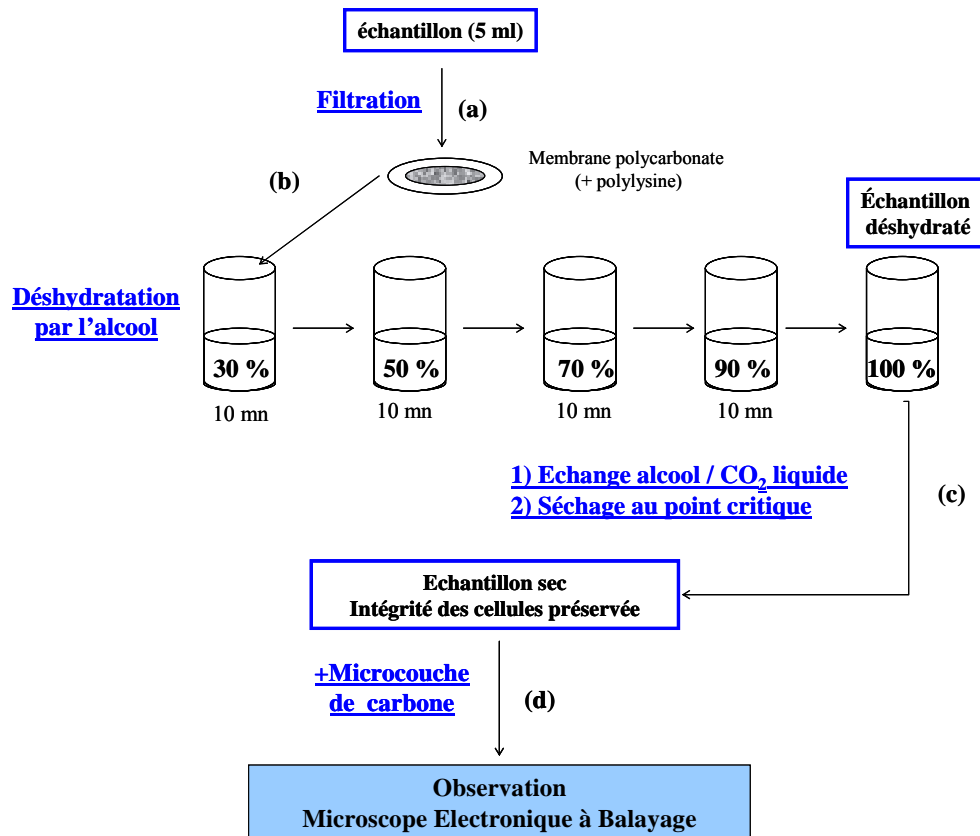 échantillon (5 ml)
Filtration
(a)
Membrane polycarbonate
(+ polylysine)
(b)
Échantillon
déshydraté
Déshydratation
par l'alcool
30 %
50 %
70 %
90 %
100 %
10 mn
10 mn
10 mn
10 mn
1) Echange alcool / CO2 liquide
2) Séchage au point critique
(c)
Echantillon sec
Intégrité des cellules préservée
+Microcouche
de carbone
(d)
Observation
Microscope Electronique à Balayage